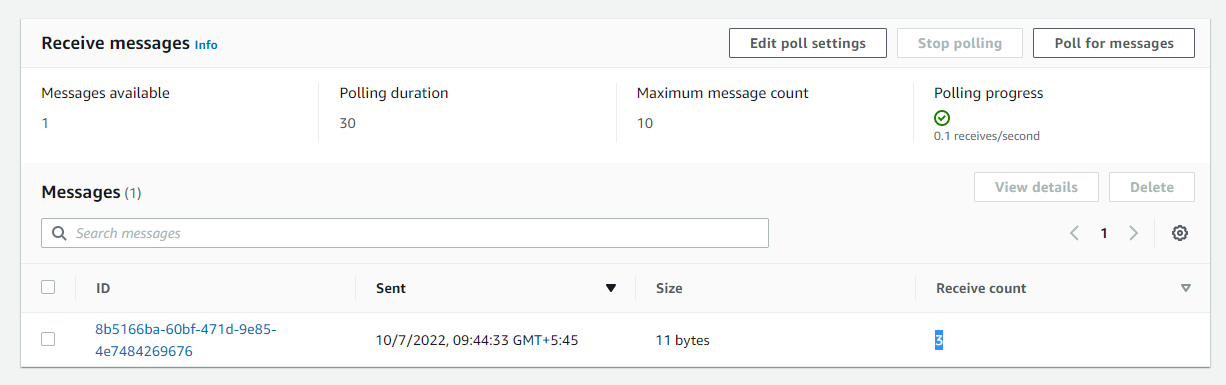 Receive messages Info
Edit poll settings
Stop polling
Poll for messages
Messages available
1
Polling duration
30
Maximum message count
10
Polling progress
0.1 receives/second
Messages (1)
View details
Delete
Search messages
1
ID
Sent
Size
Receive count
8b5166ba-60bf-471d-9e85-
4e7484269676
10/7/2022, 09:44:33 GMT+5:45
11 bytes
3